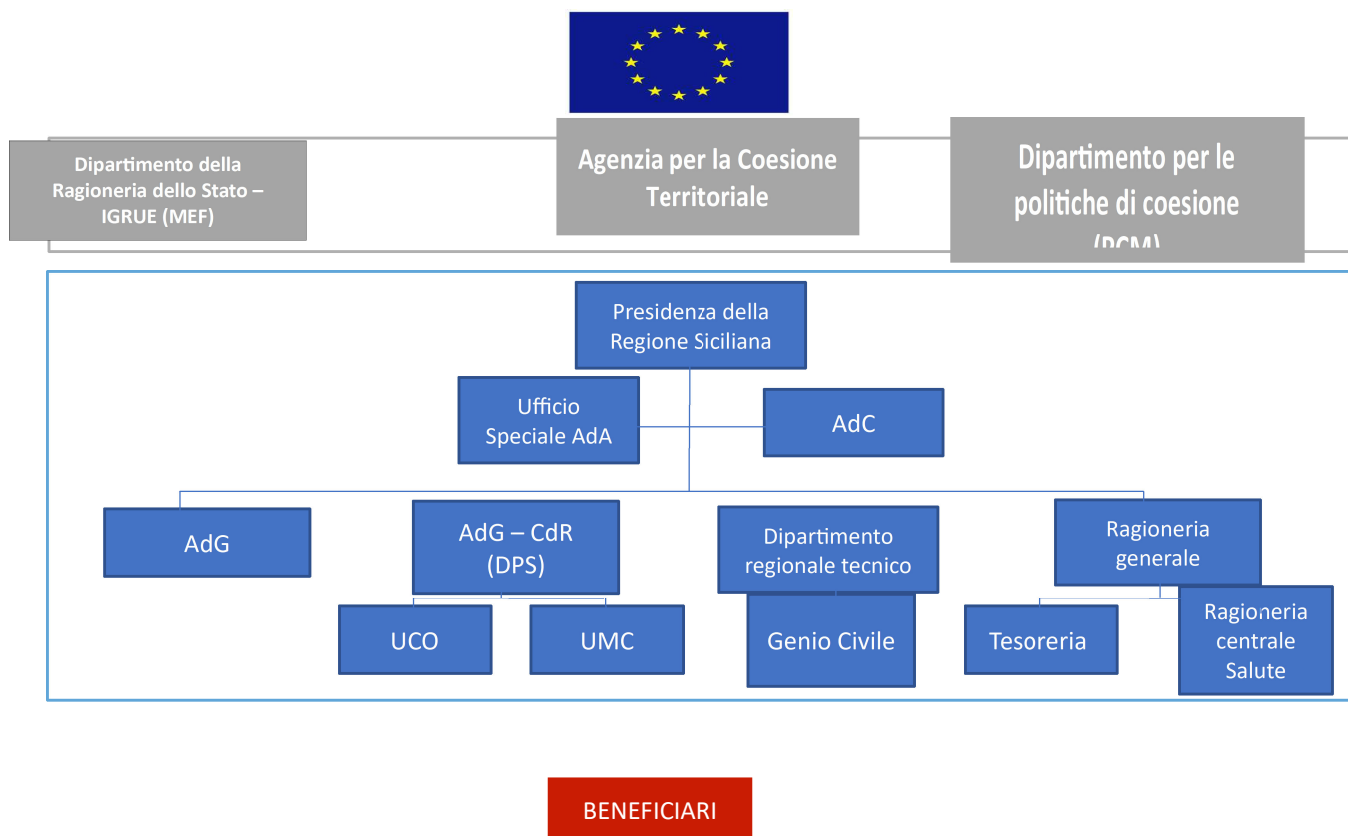 Dipartimento della
Ragioneria dello Stato –
IGRUE (MEF)
Agenzia per la Coesione
Territoriale
Dipartimento per le
politiche di coesione
(PCM)
Presidenza della
Regione Siciliana
Ufficio
Speciale AdA
AdC
AdG
AdG – CdR
(DPS)
Dipartimento
regionale tecnico
Ragioneria
generale
UCO
UMC
Genio Civile
Tesoreria
Ragioneria
centrale
Salute
BENEFICIARI